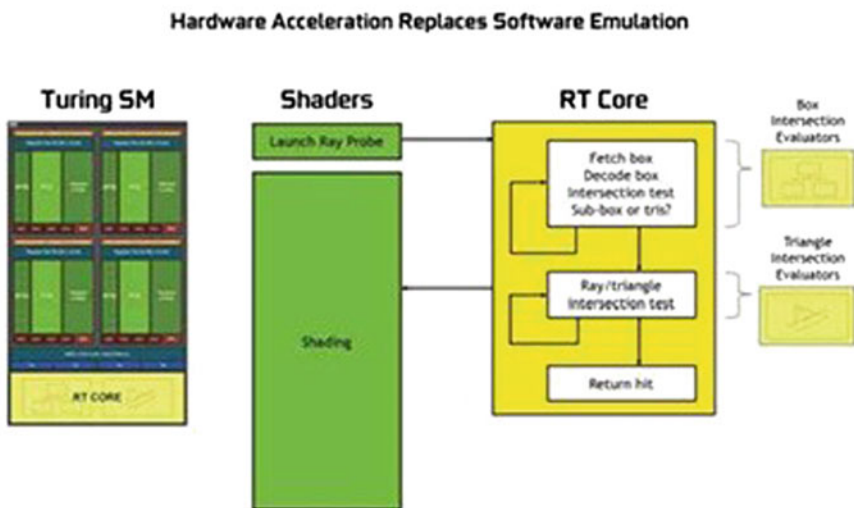 Hardware Acceleration Replaces Software Emulation
Turing SM
Shaders
RT Core
Box
Intersection
Evaluators
Launch Ray Probe
Fetch box
Decode box
Intersection test
Sub-box or tris?
Triangle
Intersection
Evaluators
Ray/triangle
intersection test
Shading
RT CORE
Return hit